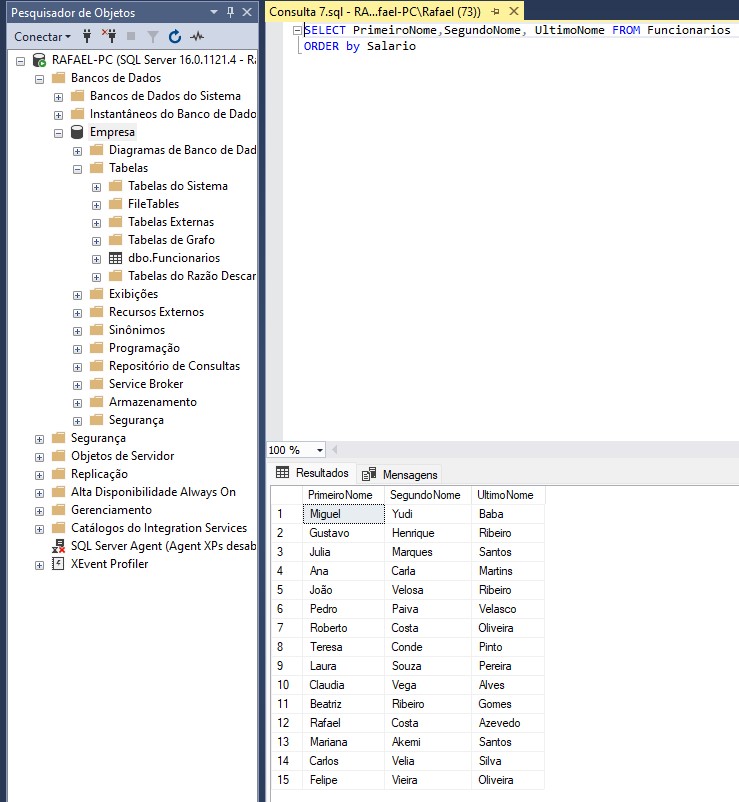 Pesquisador de Objetos
Conectar
RAFAEL-PC (SQL Server 16.0.1121.4 - RA
Bancos de Dados
Bancos de Dados do Sistema
Instantâneos do Banco de Dado
Empresa
Diagramas de Banco de Dad
Tabelas
Tabelas do Sistema
FileTables
Tabelas Externas
Tabelas de Grafo
dbo.Funcionarios
Tabelas do Razão Descar
Exibições
Recursos Externos
Sinônimos
Programação
Repositório de Consultas
Service Broker
Armazenamento
Segurança
Segurança
Objetos de Servidor
Replicação
Alta Disponibilidade Always On
Gerenciamento
Catálogos do Integration Services
SQL Server Agent (Agent XPs desab
XEvent Profiler
Consulta 7.sql - RA...fael-PC\Rafael (73))
SELECT PrimeiroNome,SegundoNome, UltimoNome FROM Funcionarios
ORDER by Salario
100 %
Resultados Mensagens
PrimeiroNome SegundoNome UltimoNome
1 Miguel Yudi Baba
2 Gustavo Henrique Ribeiro
3 Julia Marques Santos
4 Ana Carla Martins
5 João Velosa Ribeiro
6 Pedro Paiva Velasco
7 Roberto Costa Oliveira
8 Teresa Conde Pinto
9 Laura Souza Pereira
10 Claudia Vega Alves
11 Beatriz Ribeiro Gomes
12 Rafael Costa Azevedo
13 Mariana Akemi Santos
14 Carlos Velia Silva
15 Felipe Vieira Oliveira